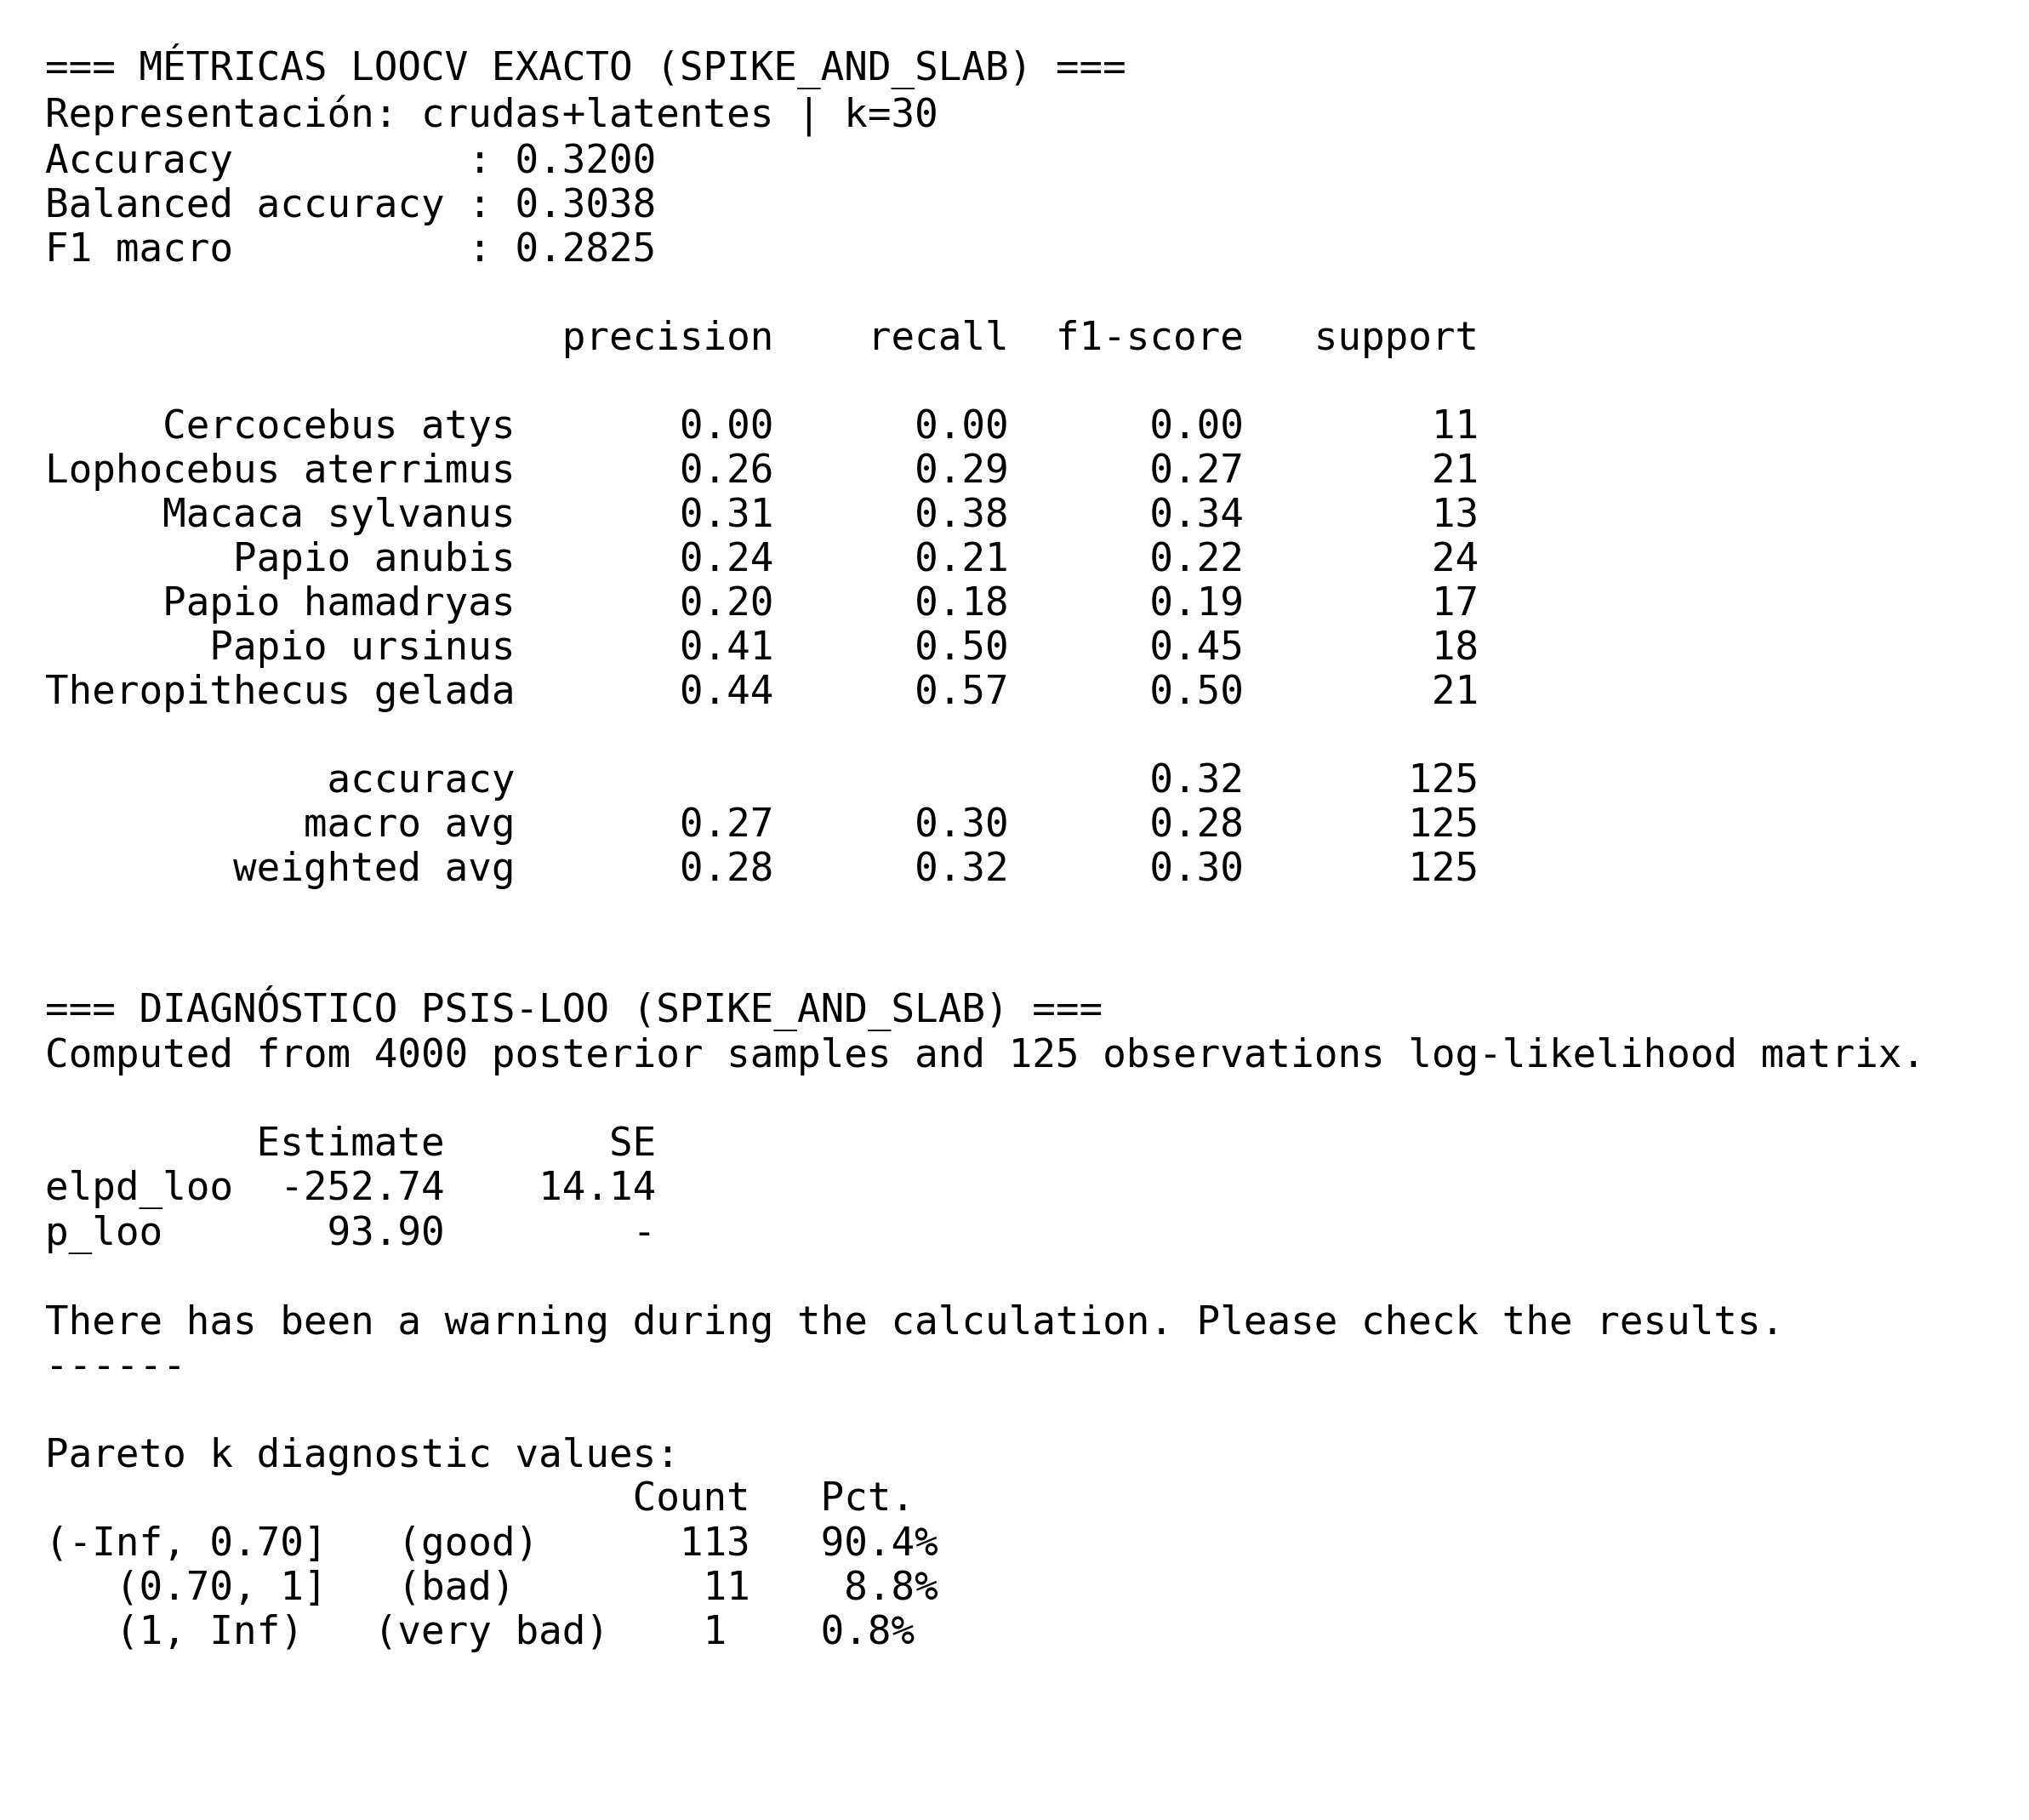 === MÉTRICAS LOOCV EXACTO (SPIKE_AND_SLAB) ===
Representación: crudas+latentes | k=30
Accuracy          : 0.3200
Balanced accuracy : 0.3038
F1 macro          : 0.2825
                      precision    recall  f1-score   support
     Cercocebus atys       0.00      0.00      0.00        11
Lophocebus aterrimus       0.26      0.29      0.27        21
     Macaca sylvanus       0.31      0.38      0.34        13
        Papio anubis       0.24      0.21      0.22        24
     Papio hamadryas       0.20      0.18      0.19        17
       Papio ursinus       0.41      0.50      0.45        18
Theropithecus gelada       0.44      0.57      0.50        21
            accuracy                           0.32       125
           macro avg       0.27      0.30      0.28       125
        weighted avg       0.28      0.32      0.30       125
=== DIAGNÓSTICO PSIS-LOO (SPIKE_AND_SLAB) ===
Computed from 4000 posterior samples and 125 observations log-likelihood matrix.
         Estimate       SE
elpd_loo  -252.74    14.14
p_loo       93.90        -
There has been a warning during the calculation. Please check the results.
------
Pareto k diagnostic values:
                         Count   Pct.
(-Inf, 0.70]   (good)      113   90.4%
   (0.70, 1]   (bad)        11    8.8%
   (1, Inf)   (very bad)    1    0.8%